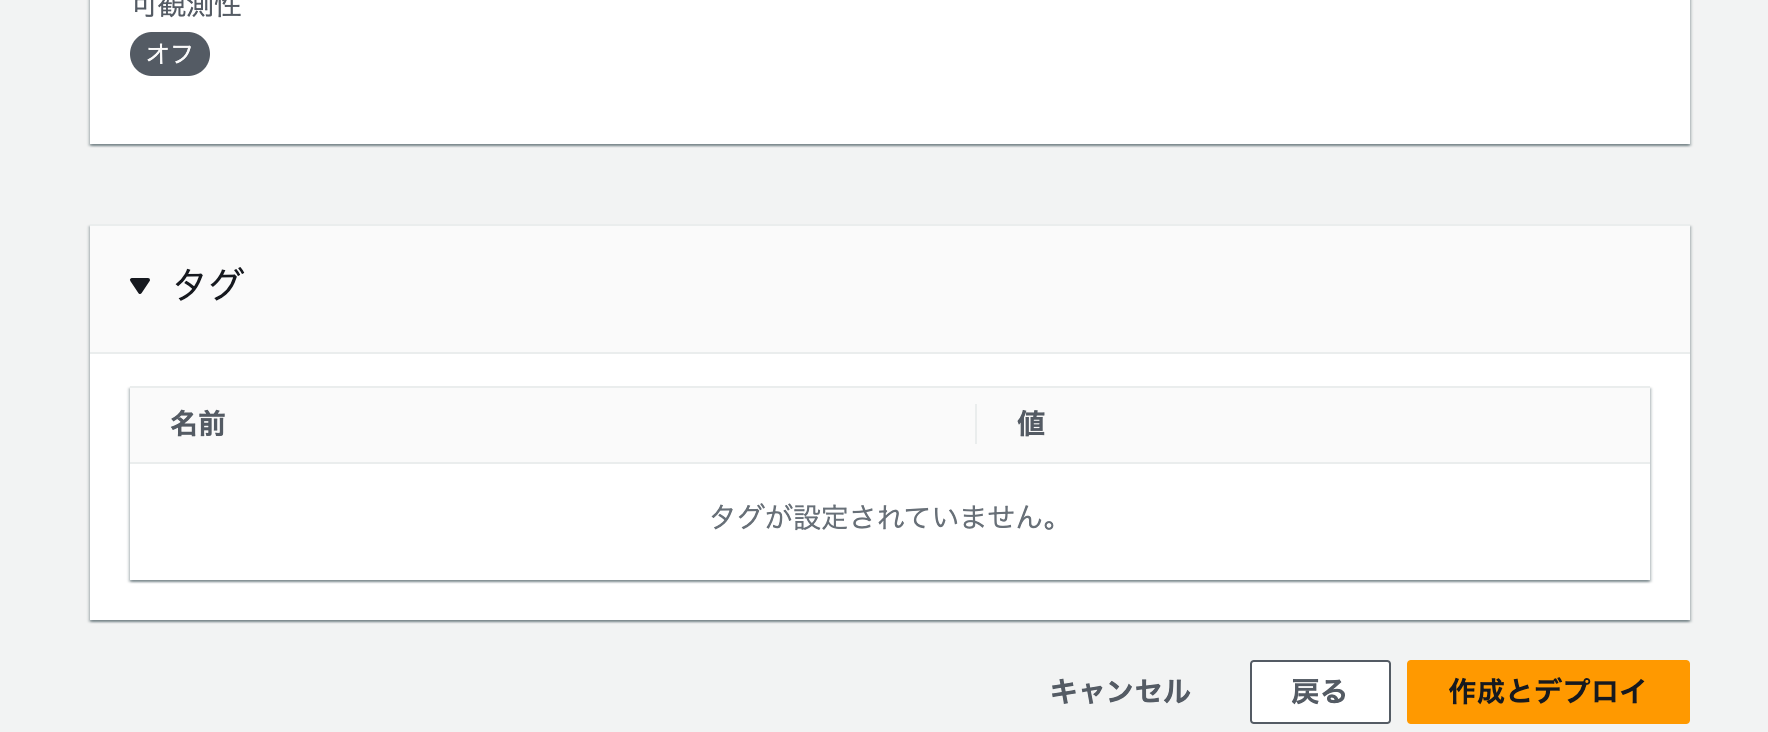 可観測性
オフ
タグ
名前
値
タグが設定されていません。
キャンセル
戻る
作成とデプロイ